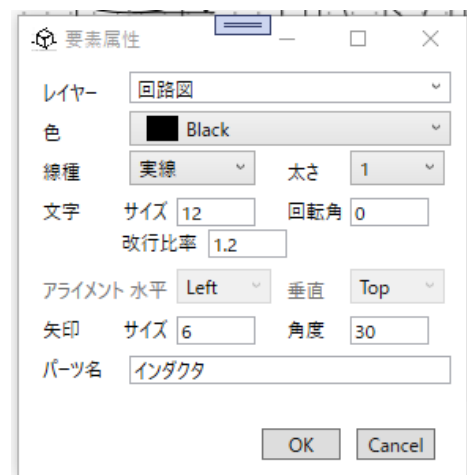 要素属性
レイヤー 回路図
色 Black
線種 実線 太さ 1
文字 サイズ 12 回転角 0
改行比率 1.2
アライメント 水平 Left 垂直 Top
矢印 サイズ 6 角度 30
パーツ名 インダクタ
OK Cancel